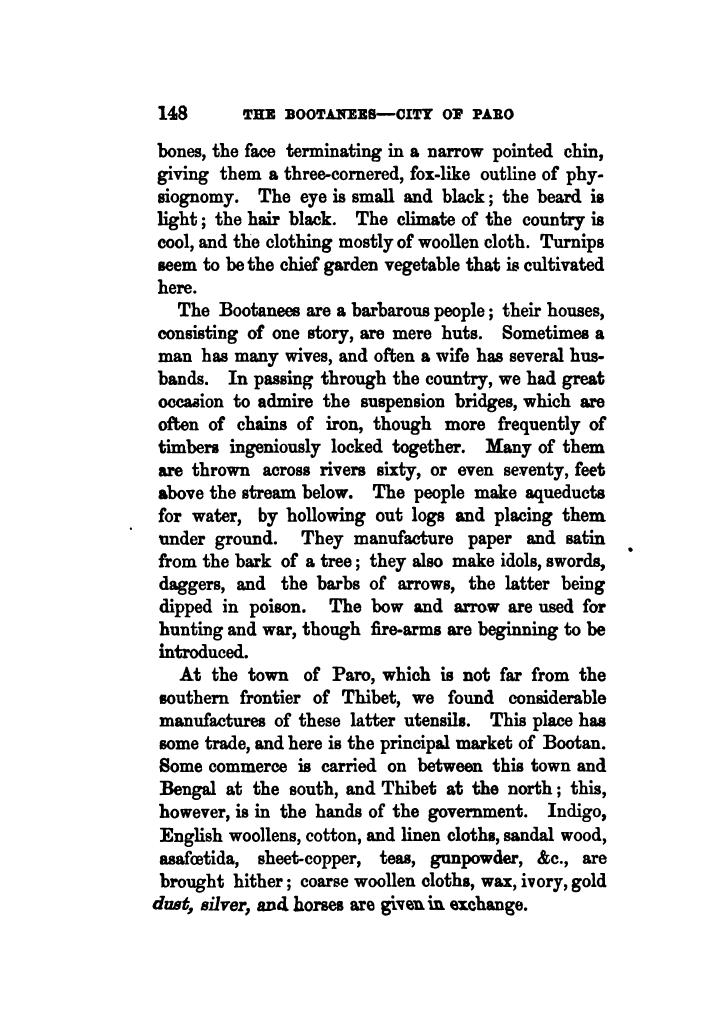 148 THE BOOTANEES—CITY OF PARO
bones, the face terminating in a narrow pointed chin,
giving them a three-cornered, fox-like outline of phy-
siognomy. The eye is small and black; the beard is
light; the hair black. The climate of the country is
cool, and the clothing mostly of woollen cloth. Turnips
seem to be the chief garden vegetable that is cultivated
here.
The Bootanees are a barbarous people; their houses,
consisting of one story, are mere huts. Sometimes a
man has many wives, and often a wife has several hus-
bands. In passing through the country, we had great
occasion to admire the suspension bridges, which are
often of chains of iron, though more frequently of
timbers ingeniously locked together. Many of them
are thrown across rivers sixty, or even seventy, feet
above the stream below. The people make aqueducts
for water, by hollowing out logs and placing them
under ground. They manufacture paper and satin
from the bark of a tree; they also make idols, swords,
daggers, and the barbs of arrows, the latter being
dipped in poison. The bow and arrow are used for
hunting and war, though fire-arms are beginning to be
introduced.
At the town of Paro, which is not far from the
southern frontier of Thibet, we found considerable
manufactures of these latter utensils. This place has
some trade, and here is the principal market of Bootan.
Some commerce is carried on between this town and
Bengal at the south, and Thibet at the north; this,
however, is in the hands of the government. Indigo,
English woollens, cotton, and linen cloths, sandal wood,
asafœtida, sheet-copper, teas, gunpowder, &c., are
brought hither; coarse woollen cloths, wax, ivory, gold
dust, silver, and horses are given in exchange.